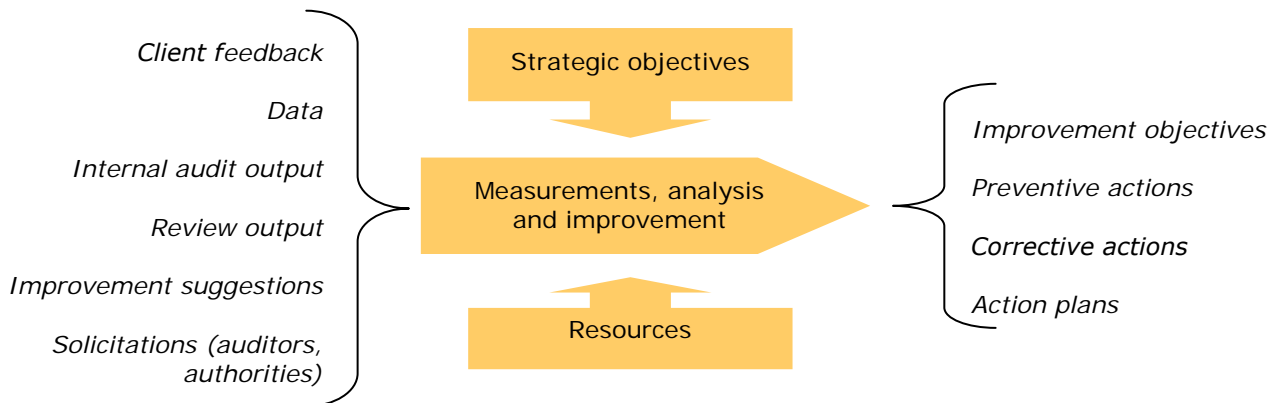 Client feedback
Data
Internal audit output
Review output
Improvement suggestions
Solicitations (auditors,
authorities)
Strategic objectives
Measurements, analysis
and improvement
Resources
Improvement objectives
Preventive actions
Corrective actions
Action plans